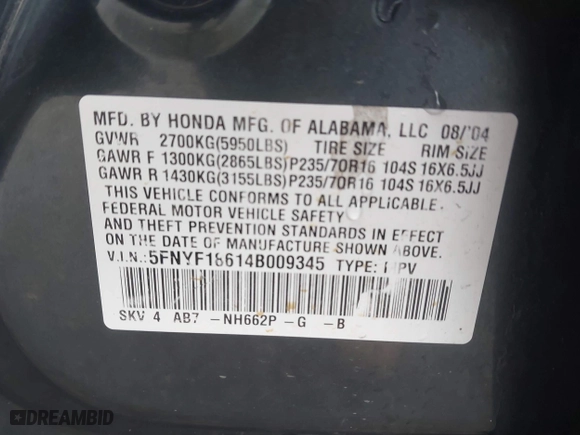 MFD. BY HONDA MFG. OF ALABAMA, LLC 08/'04
GVWR 2700KG(5950LBS) TIRE SIZE RIM SIZE
GAWR F 1300KG(2865LBS)P235/70R16 104S 16X6.5JJ
GAWR R 1430KG(3155LBS)P235/70R16 104S 16X6.5JJ
THIS VEHICLE CONFORMS TO ALL APPLICABLE
FEDERAL MOTOR VEHICLE SAFETY
AND THEFT PREVENTION STANDARDS IN EFFECT
ON THE DATE OF MANUFACTURE SHOWN ABOVE.
V.I.N.:5FNYF18614B009345 TYPE: MPV
SKV 4 AB7 -NH662P -G -B
DREAMBID